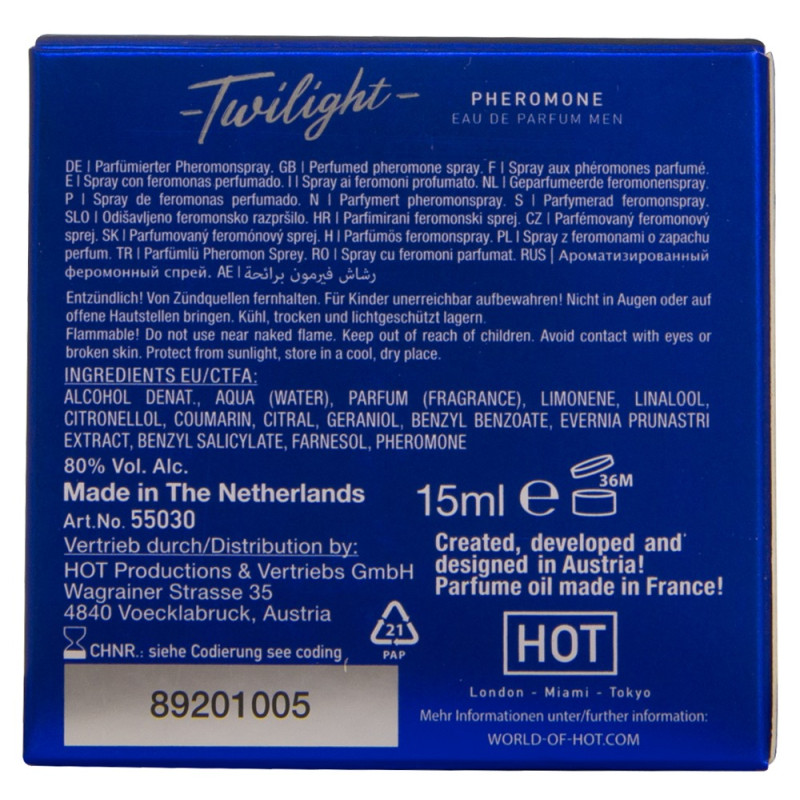 -Twilight-
PHEROMONE
EAU DE PARFUM MEN
DE | Parfümierter Pheromonspray. GB | Perfumed pheromone spray. F | Spray aux phéromones parfumé.
E | Spray con feromonas perfumado. I | Spray ai feromoni profumato. NL | Geparfumeerde feromonenspray.
P | Spray de feromonas perfumado. N | Parfymert pheromonspray. S | Parfymerad feromonspray.
SLO | Odišavljeno feromonsko razpršilo. HR | Parfimirani feromonski sprej. CZ | Parfémovaný feromonový
sprej. SK | Parfumovaný feromónový sprej. H | Parfümös feromonspray. PL | Spray z feromonami o zapachu
perfum. TR | Parfümlü Pheromon Sprey. RO | Spray cu feromoni parfumat. RUS | Ароматизированный
феромонный спрей. AE | رشاش فيرمون برائحة
Entzündlich! Von Zündquellen fernhalten. Für Kinder unerreichbar aufbewahren! Nicht in Augen oder auf
offene Hautstellen bringen. Kühl, trocken und lichtgeschützt lagern.
Flammable! Do not use near naked flame. Keep out of reach of children. Avoid contact with eyes or
broken skin. Protect from sunlight, store in a cool, dry place.
INGREDIENTS EU/CTFA:
ALCOHOL DENAT., AQUA (WATER), PARFUM (FRAGRANCE), LIMONENE, LINALOOL,
CITRONELLOL, COUMARIN, CITRAL, GERANIOL, BENZYL BENZOATE, EVERNIA PRUNASTRI
EXTRACT, BENZYL SALICYLATE, FARNESOL, PHEROMONE
80% Vol. Alc.
Made in The Netherlands
Art.No. 55030
Vertrieb durch/Distribution by:
HOT Productions & Vertriebs GmbH
Wagrainer Strasse 35
4840 Voecklabruck, Austria
CHNR.: siehe Codierung see coding
89201005
15ml ℮
36M
Created, developed and
designed in Austria!
Parfume oil made in France!
21
PAP
HOT
London - Miami - Tokyo
Mehr Informationen unter/further information:
WORLD-OF-HOT.COM